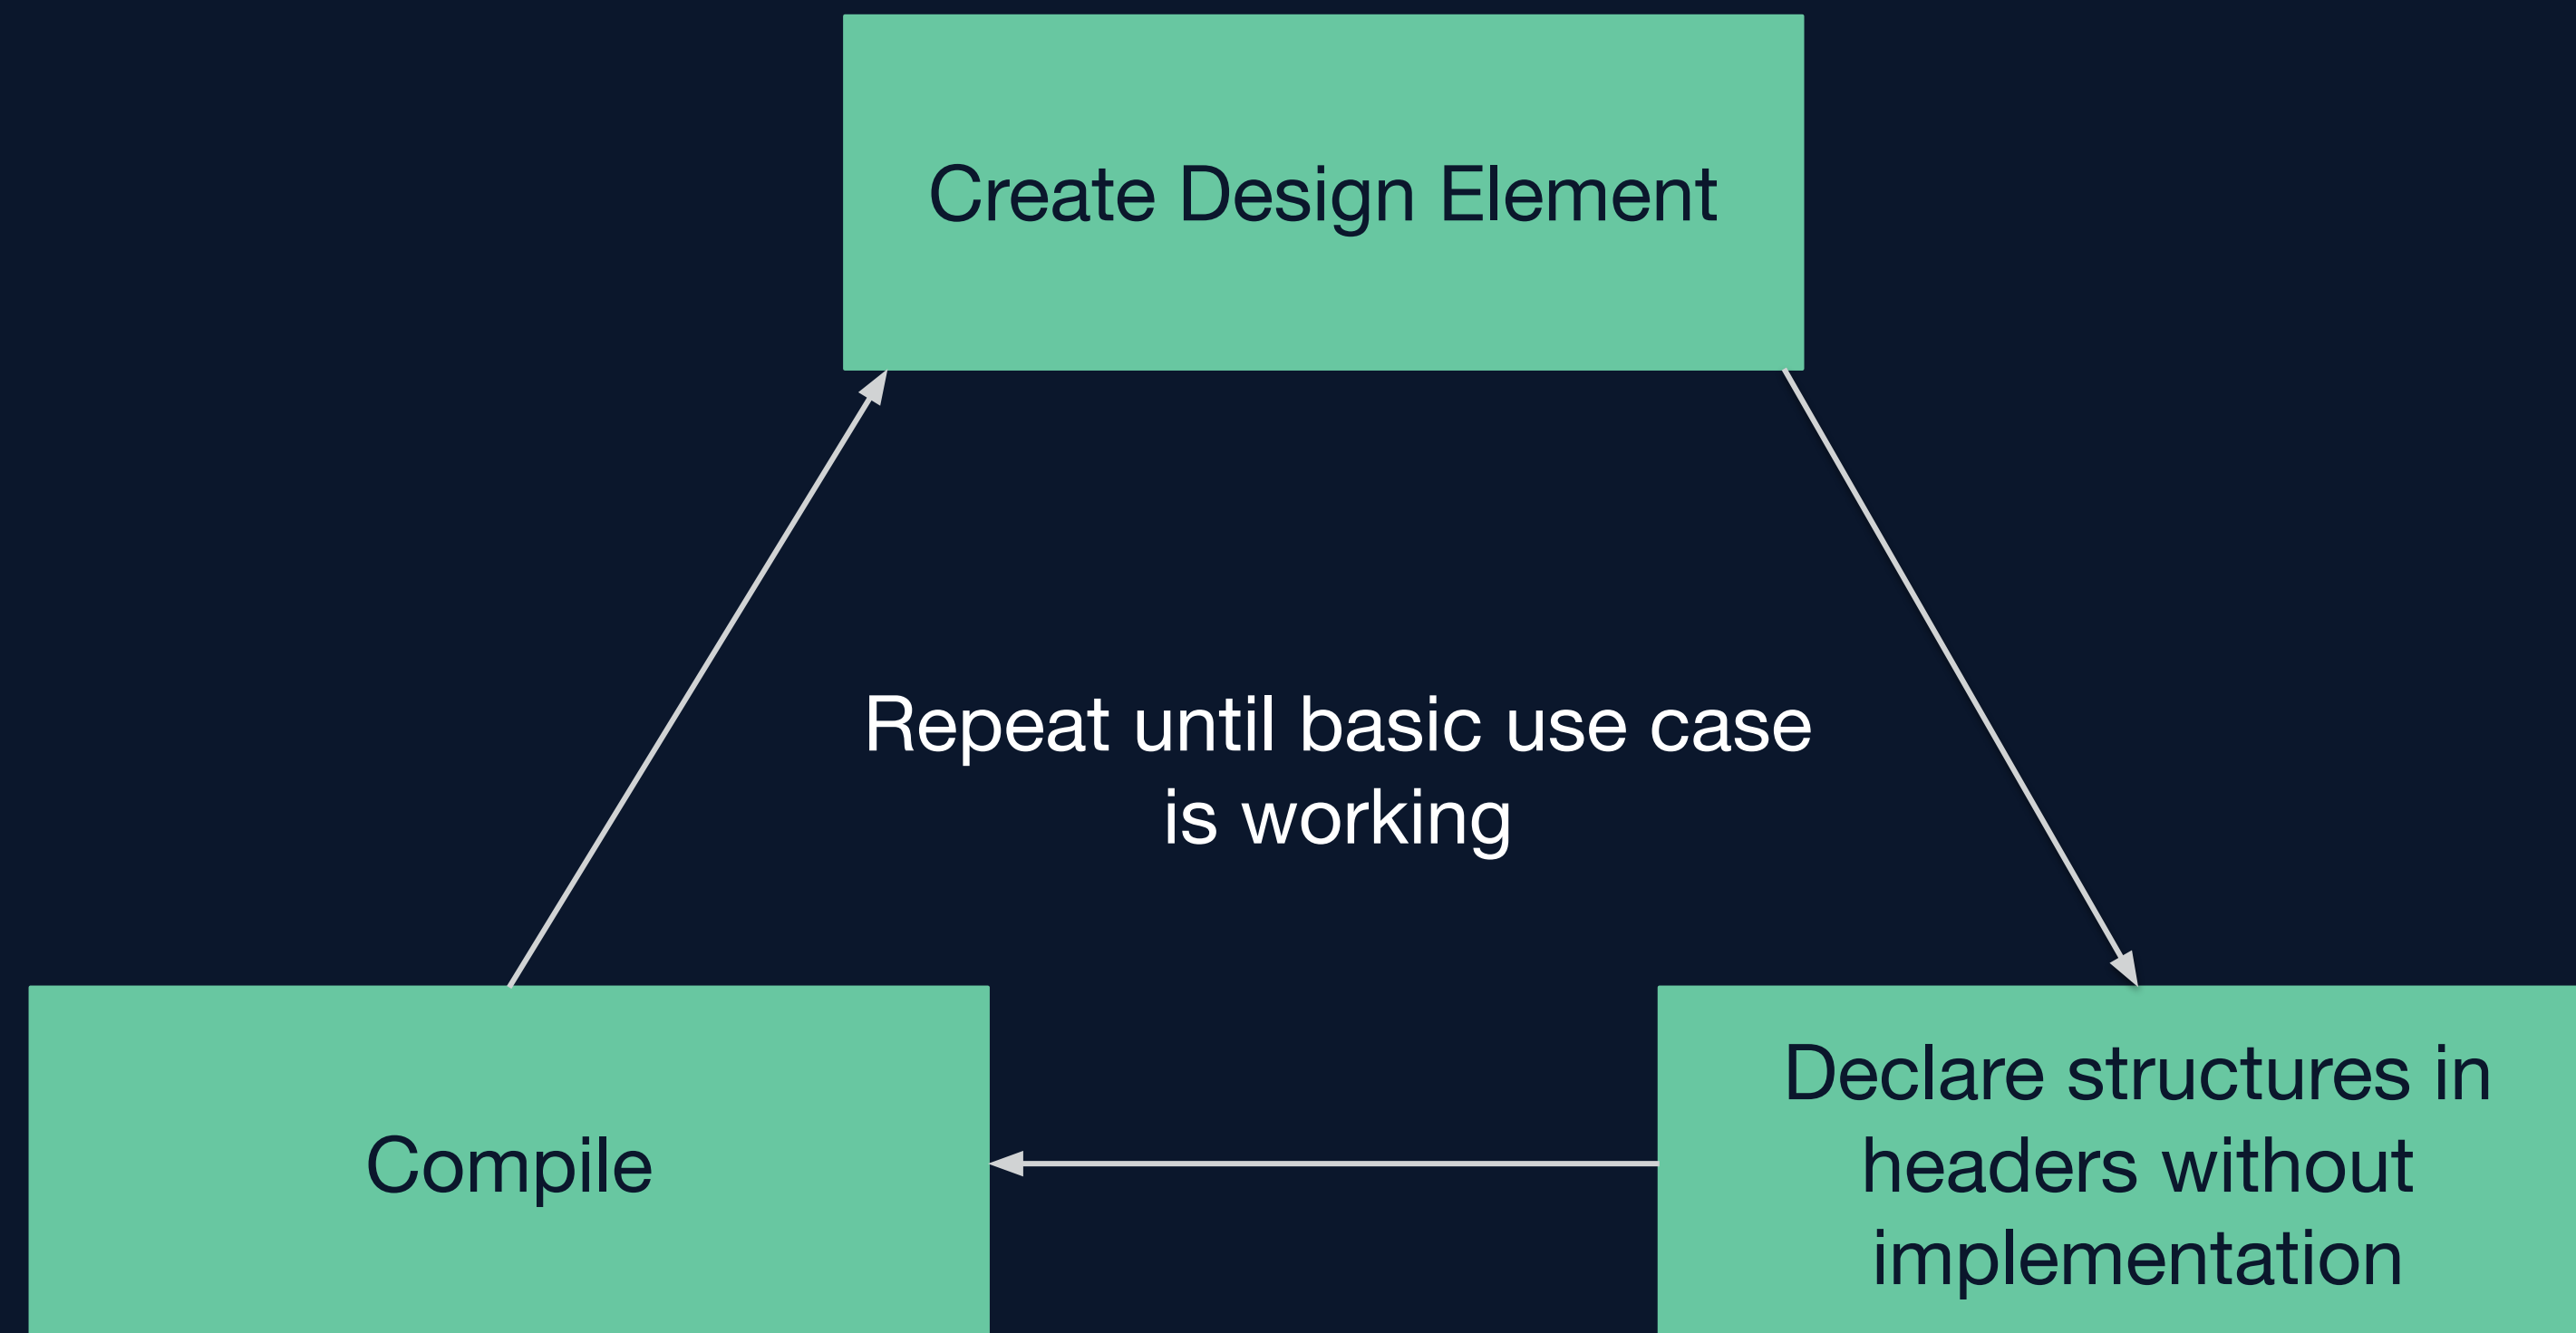 Create Design Element
Repeat until basic use case
is working
Compile
Declare structures in
headers without
implementation